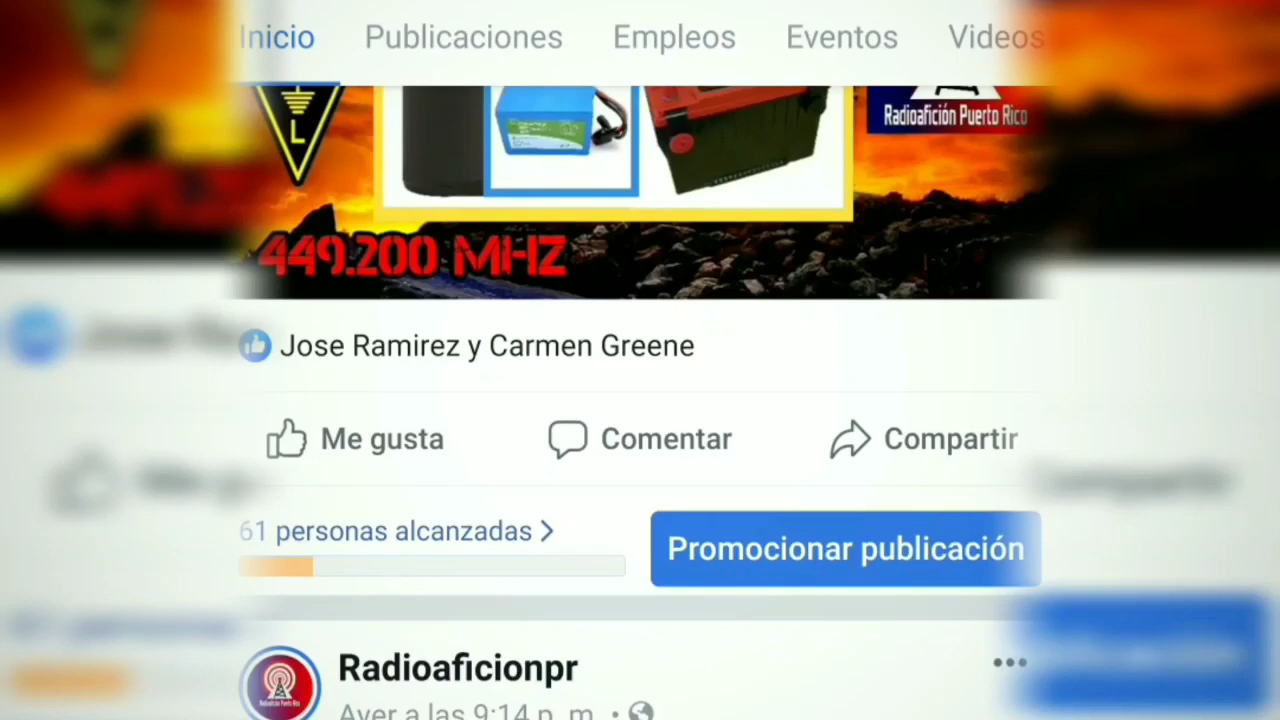 Inicio Publicaciones Empleos Eventos Videos
L
Radioafición Puerto Rico
449.200 MHZ
Jose Ramirez y Carmen Greene
Me gusta Comentar Compartir
61 personas alcanzadas
Promocionar publicación
Radioaficionpr
Ayer a las 9:14 p. m.